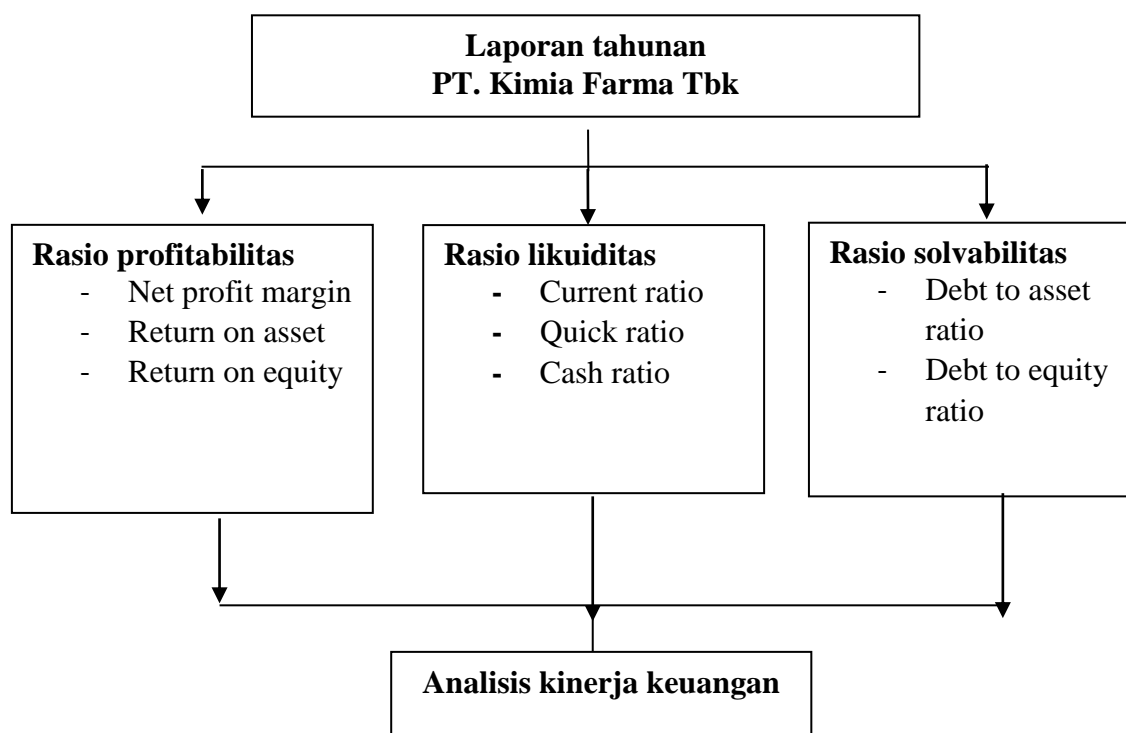 Laporan tahunan
PT. Kimia Farma Tbk
Rasio profitabilitas
- Net profit margin
- Return on asset
- Return on equity
Rasio likuiditas
- Current ratio
- Quick ratio
- Cash ratio
Rasio solvabilitas
- Debt to asset
ratio
- Debt to equity
ratio
Analisis kinerja keuangan